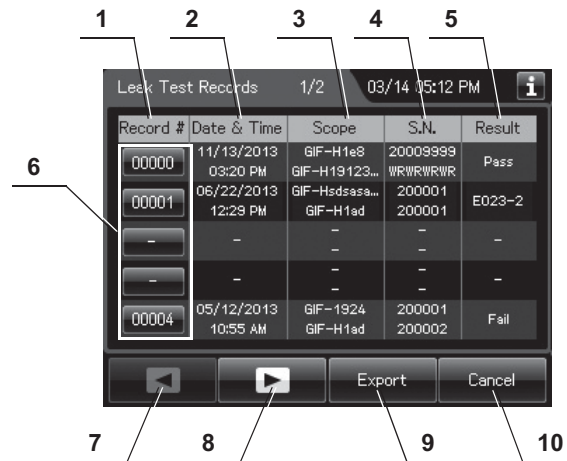 1 2 3 4 5
Leak Test Records 1/2 03/14 05:12 PM i
Record # Date & Time Scope S.N. Result
6
00000 11/13/2013 03:20 PM GIF-H1e8 GIF-H19123... 20009999 WRWRWRWR Pass
00001 06/22/2013 12:29 PM GIF-Hsdsasa... GIF-H1ad 200001 200001 E023-2
- - - - - -
- - - - - -
00004 05/12/2013 10:55 AM GIF-1924 GIF-H1ad 200001 200002 Fail
Export Cancel
7 8 9 10